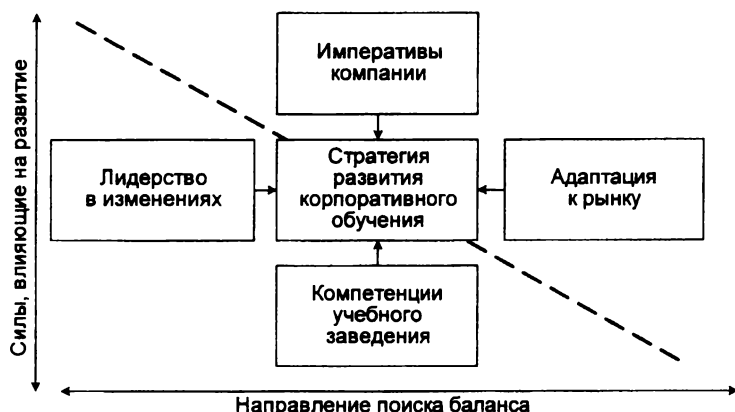 Силы, влияющие на развитие
Императивы
компании
Лидерство
в изменениях
Стратегия
развития
корпоративного
обучения
Адаптация
к рынку
Компетенции
учебного
заведения
Направление поиска баланса